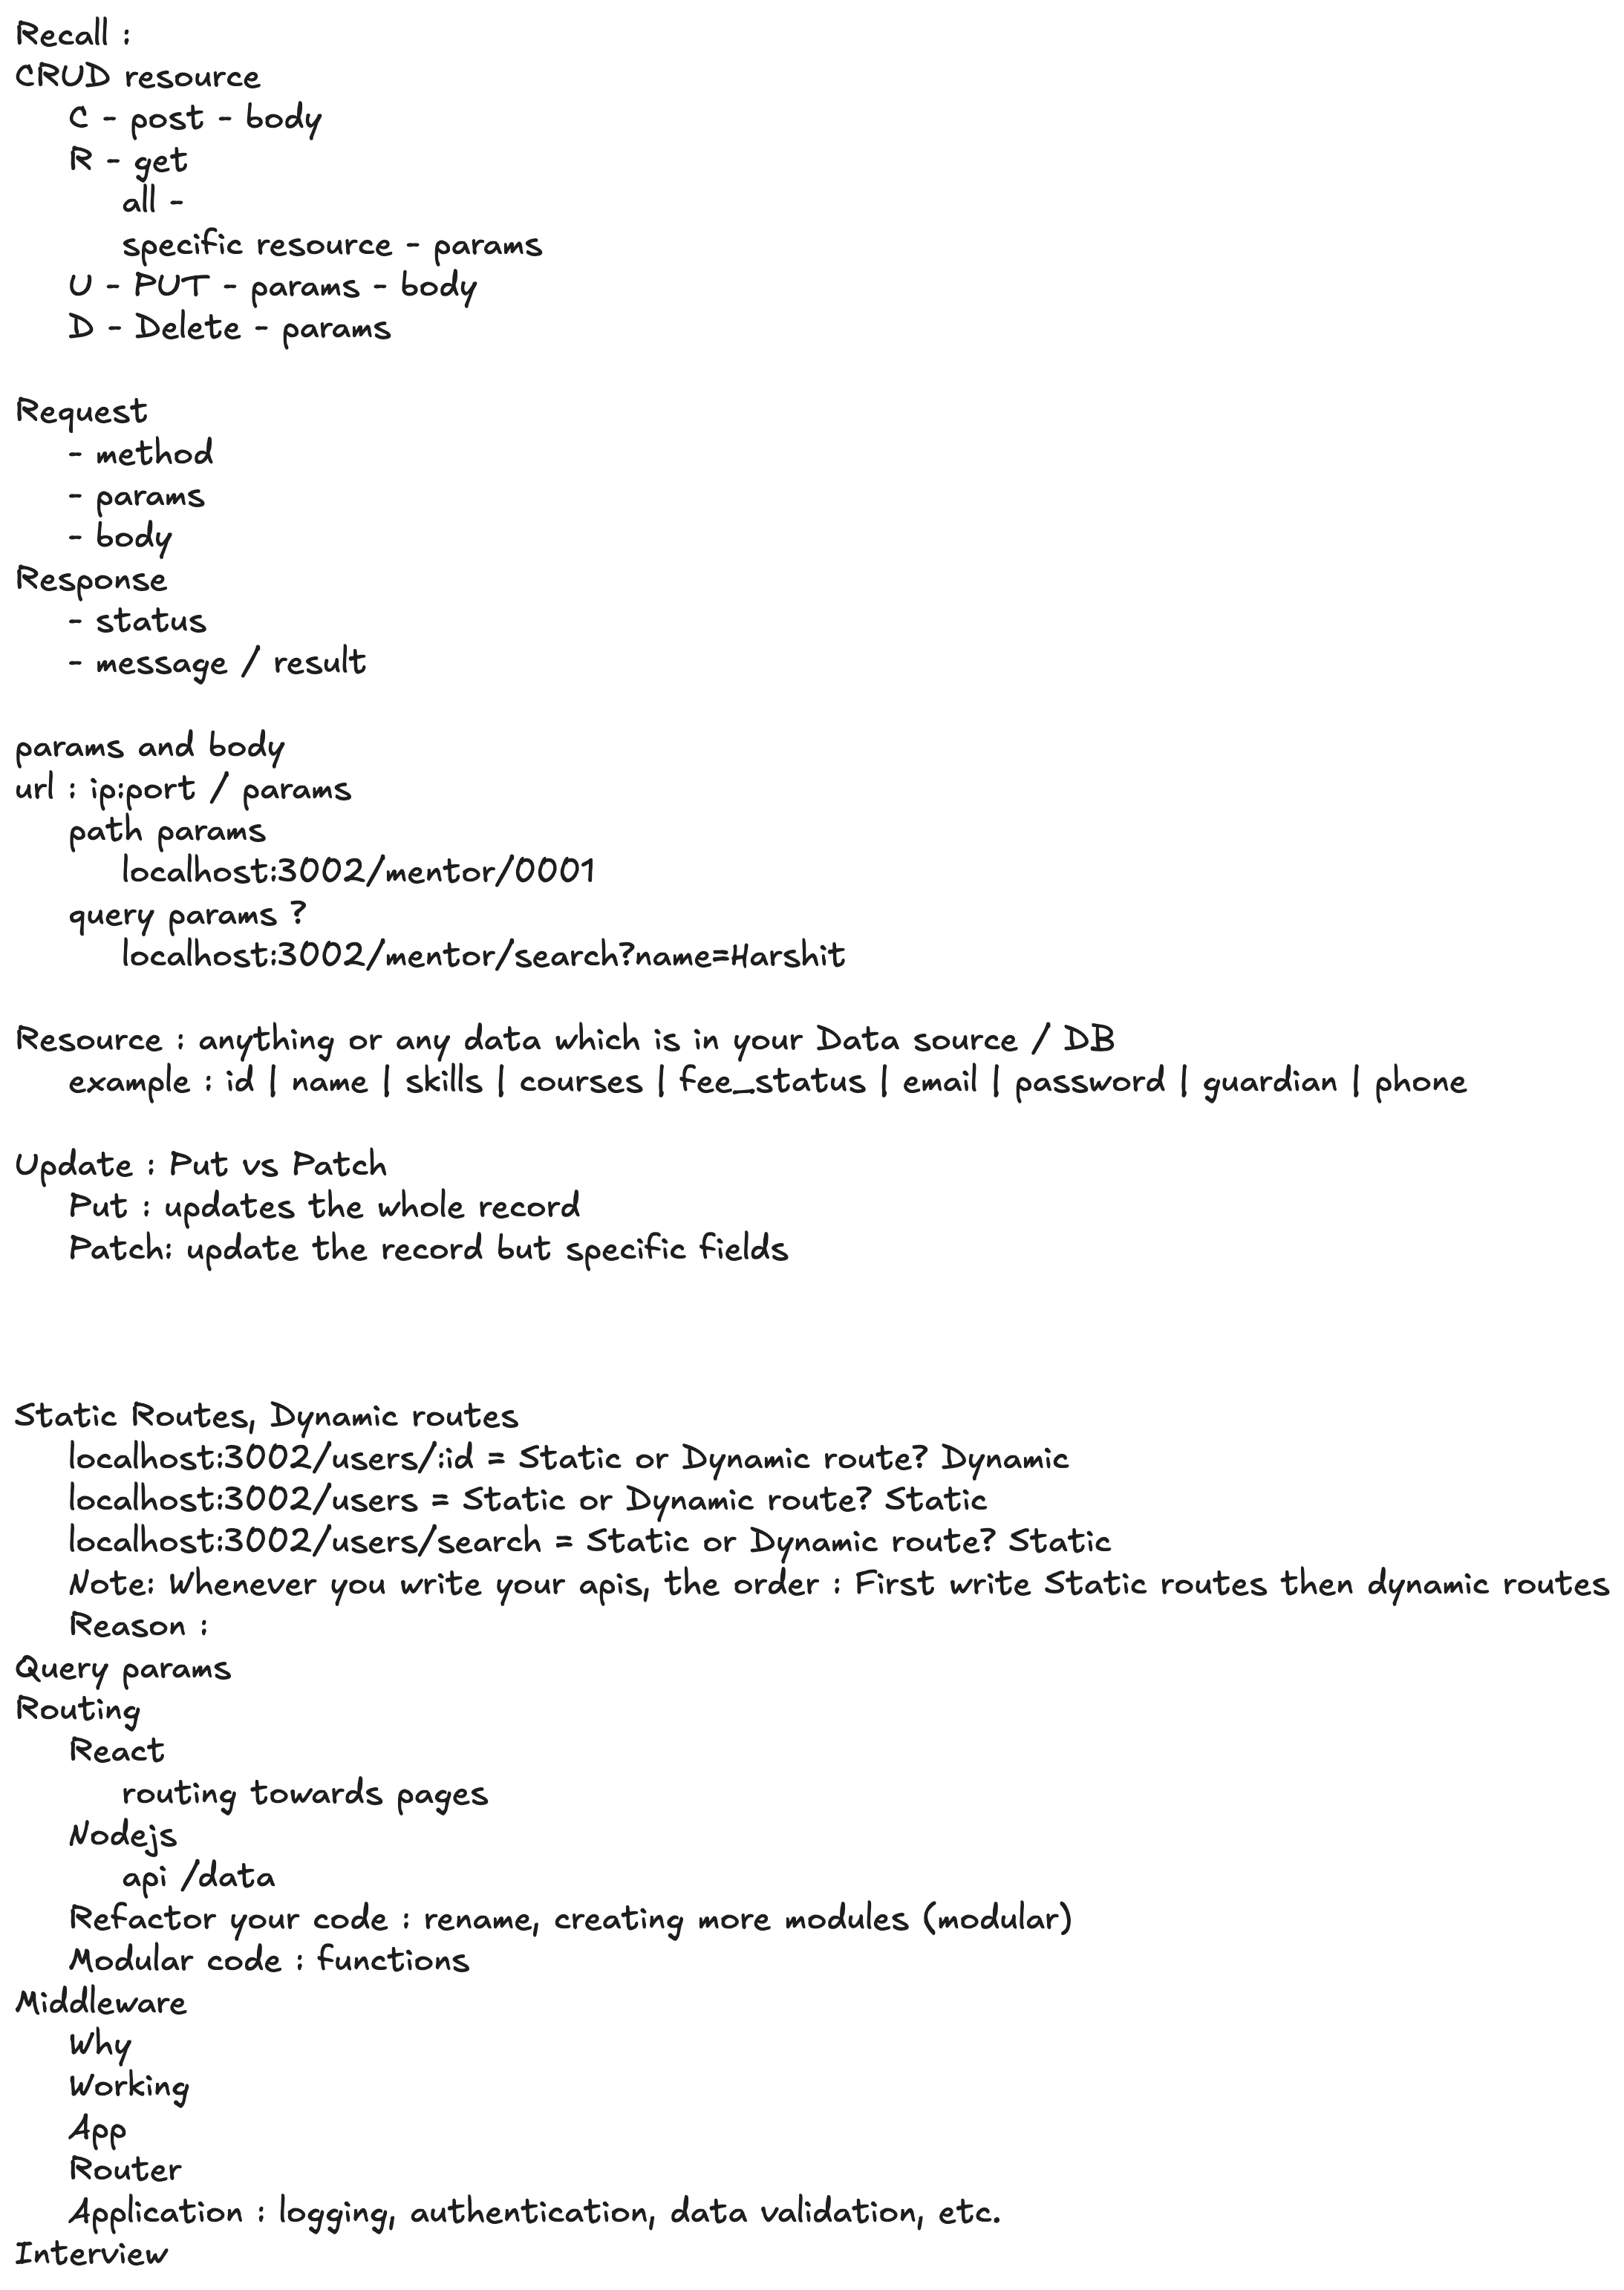 Recall :
CRUD resource
C - post - body
R - get
all -
specific resource - params
U - PUT - params - body
D - Delete - params
Request
- method
- params
- body
Response
- status
- message / result
params and body
url : ip:port / params
path params
localhost:3002/mentor/0001
query params ?
localhost:3002/mentor/search?name=Harshit
Resource : anything or any data which is in your Data source / DB
example : id | name | skills | courses | fee_status | email | password | guardian | phone
Update : Put vs Patch
Put : updates the whole record
Patch: update the record but specific fields
Static Routes, Dynamic routes
localhost:3002/users/:id = Static or Dynamic route? Dynamic
localhost:3002/users = Static or Dynamic route? Static
localhost:3002/users/search = Static or Dynamic route? Static
Note: Whenever you write your apis, the order : First write Static routes then dynamic routes
Reason :
Query params
Routing
React
routing towards pages
Nodejs
api /data
Refactor your code : rename, creating more modules (modular)
Modular code : functions
Middleware
Why
Working
App
Router
Application : logging, authentication, data validation, etc.
Interview